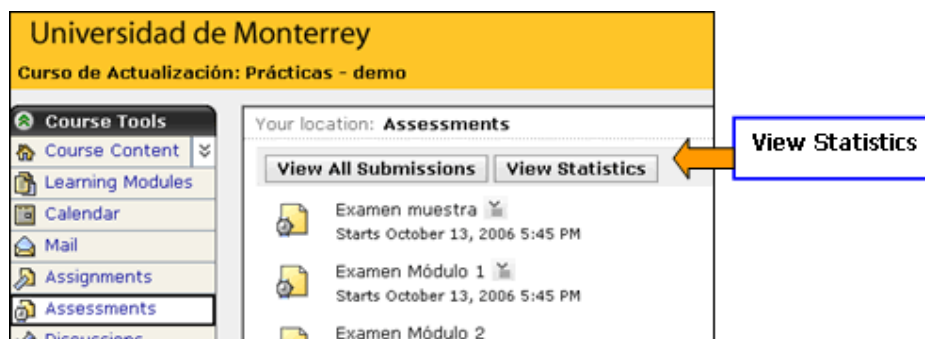 Universidad de Monterrey
Curso de Actualización: Prácticas - demo
Course Tools
Course Content
Learning Modules
Calendar
Mail
Assignments
Assessments
Discussions
Your location: Assessments
View All Submissions
View Statistics
Examen muestra
Starts October 13, 2006 5:45 PM
Examen Módulo 1
Starts October 13, 2006 5:45 PM
Examen Módulo 2
View Statistics